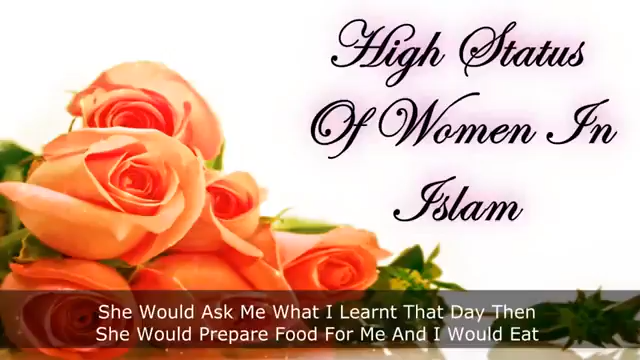 High Status
Of Women In
Islam
She Would Ask Me What I Learnt That Day Then
She Would Prepare Food For Me And I Would Eat